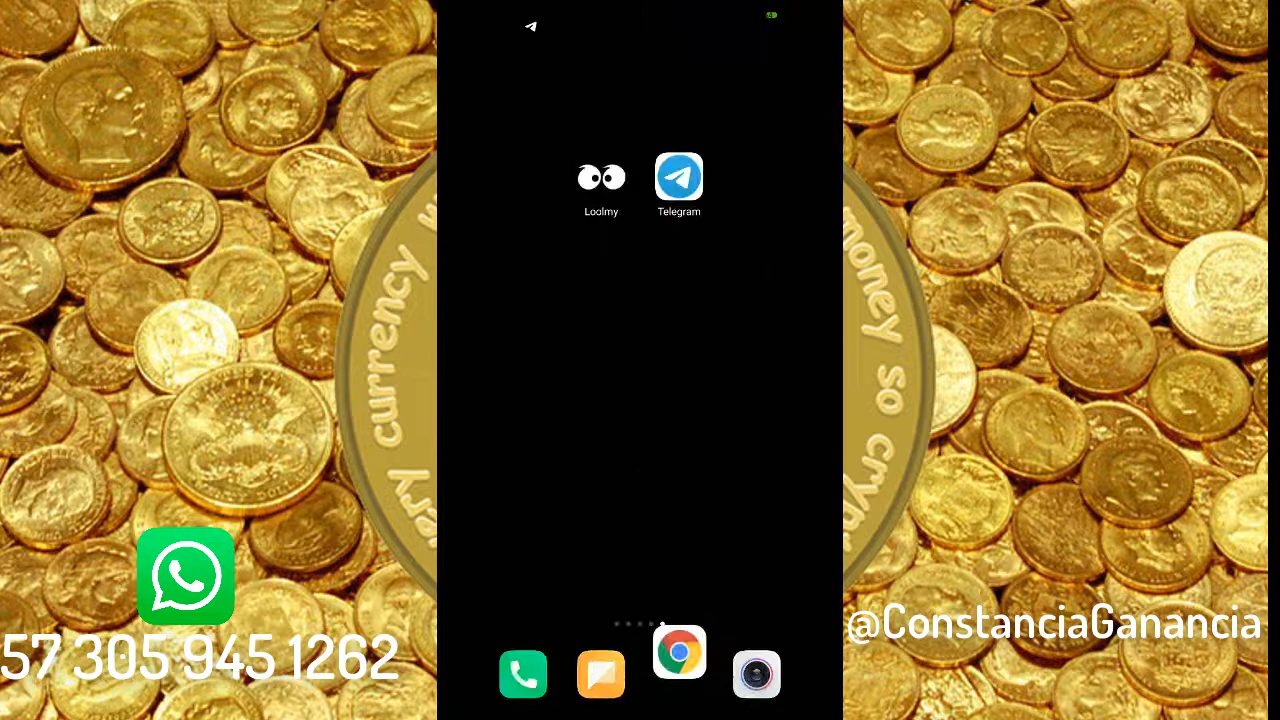 Loolmy
Telegram
currency
money so cry
57 305 945 1262
@ConstanciaGanancia